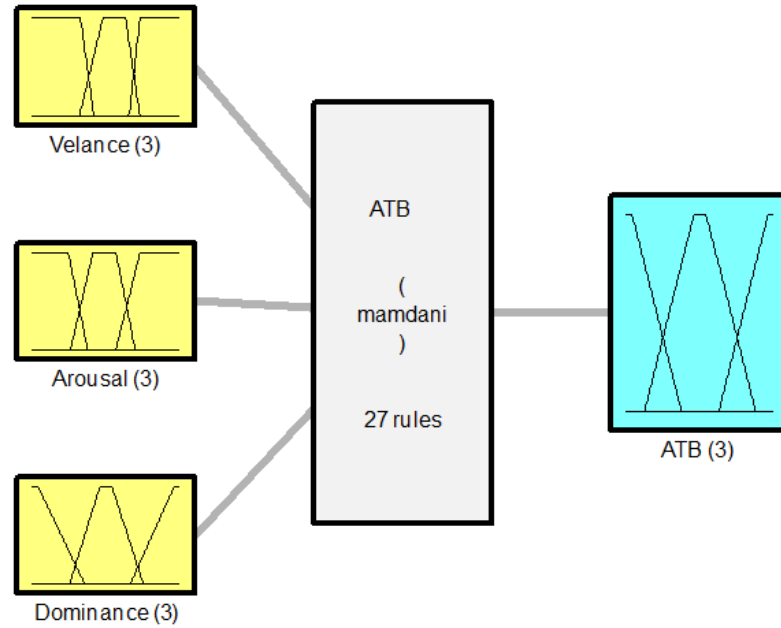 Velance (3)
Arousal (3)
Dominance (3)
ATB
(
mamdani
)
27 rules
ATB (3)